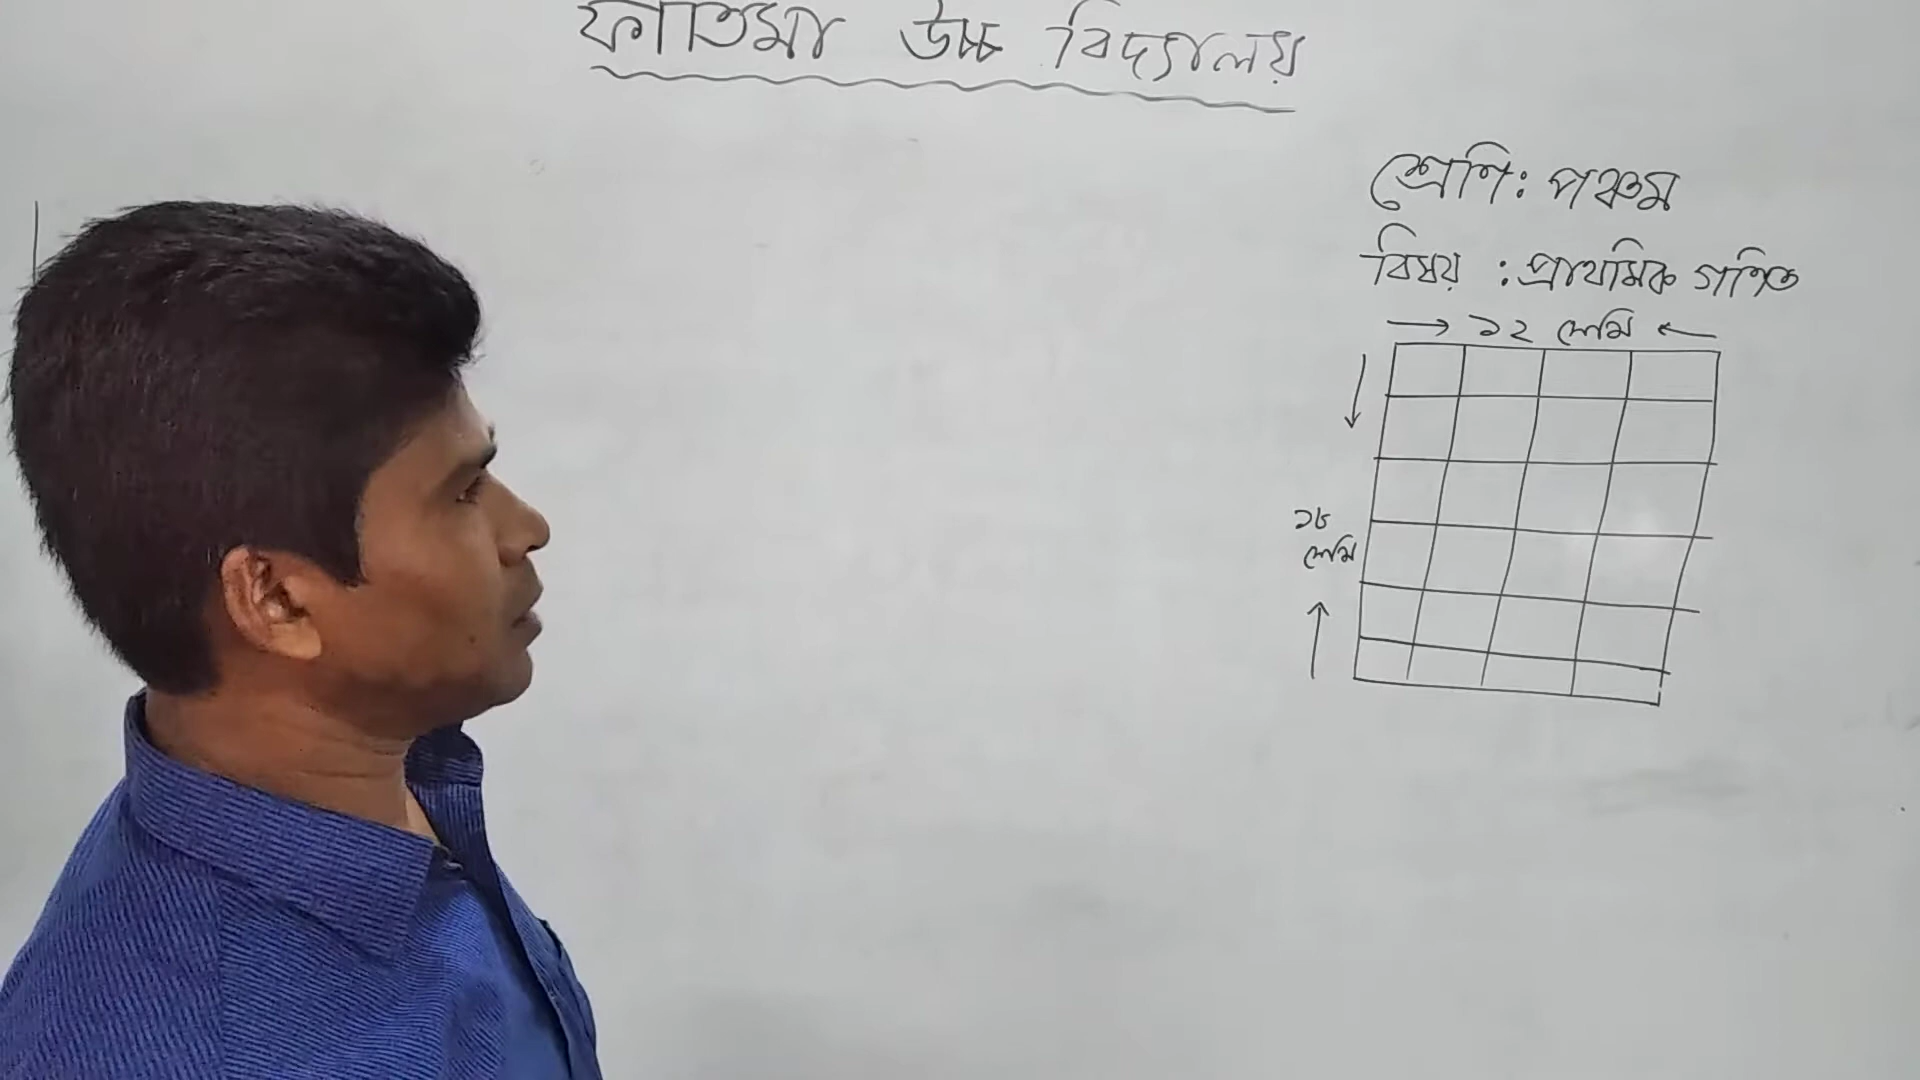 ফাতিমা উচ্চ বিদ্যালয়
শ্রেণি: পঞ্চম
বিষয় : প্রাথমিক গণিত
১২ সেমি
১৮
সেমি